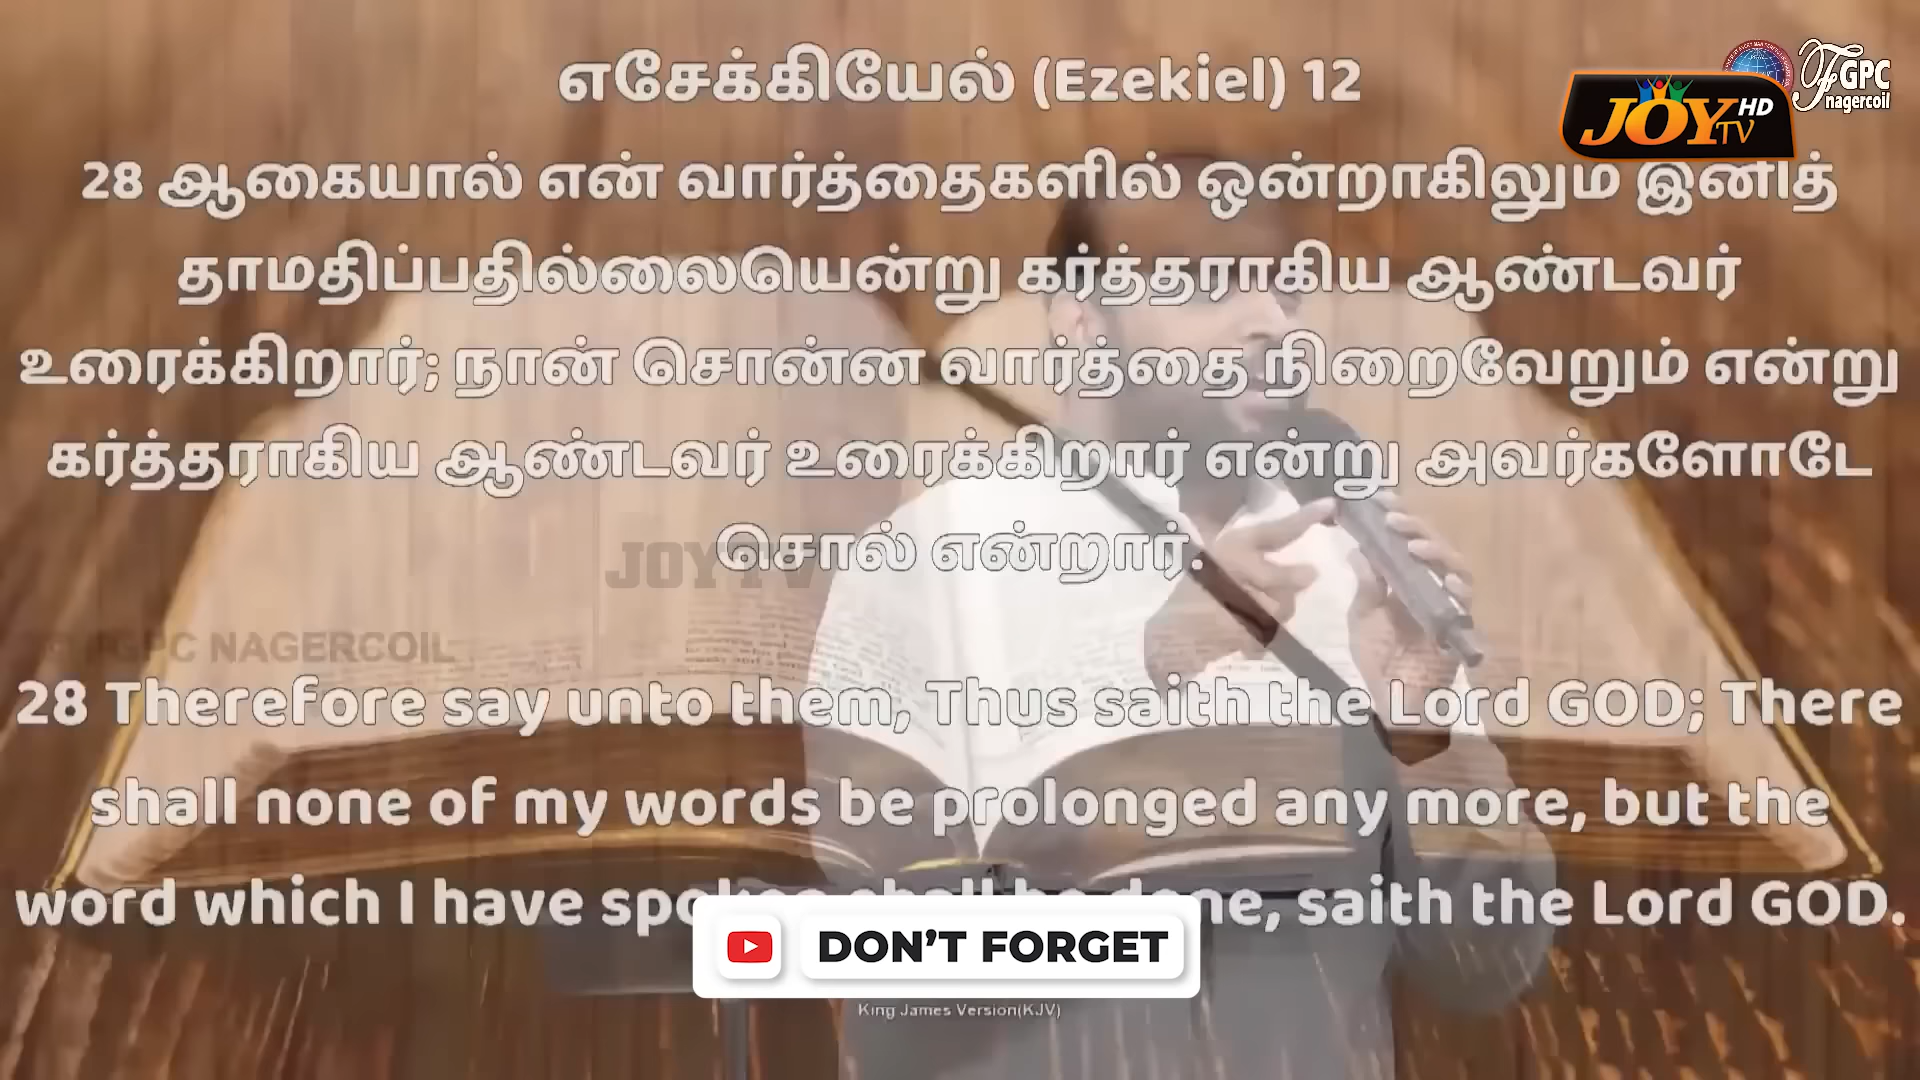 எசேக்கியேல் (Ezekiel) 12
FGPC
nagercoil
JOY TV HD
28 ஆகையால் என் வார்த்தைகளில் ஒன்றாகிலும் இனித்
தாமதிப்பதில்லையென்று கர்த்தராகிய ஆண்டவர்
உரைக்கிறார்; நான் சொன்ன வார்த்தை நிறைவேறும் என்று
கர்த்தராகிய ஆண்டவர் உரைக்கிறார் என்று அவர்களோடே
சொல் என்றார்.
JOYTV
FGPC NAGERCOIL
28 Therefore say unto them, Thus saith the Lord GOD; There
shall none of my words be prolonged any more, but the
word which I have spoken shall be done, saith the Lord GOD.
DON'T FORGET
King James Version(KJV)